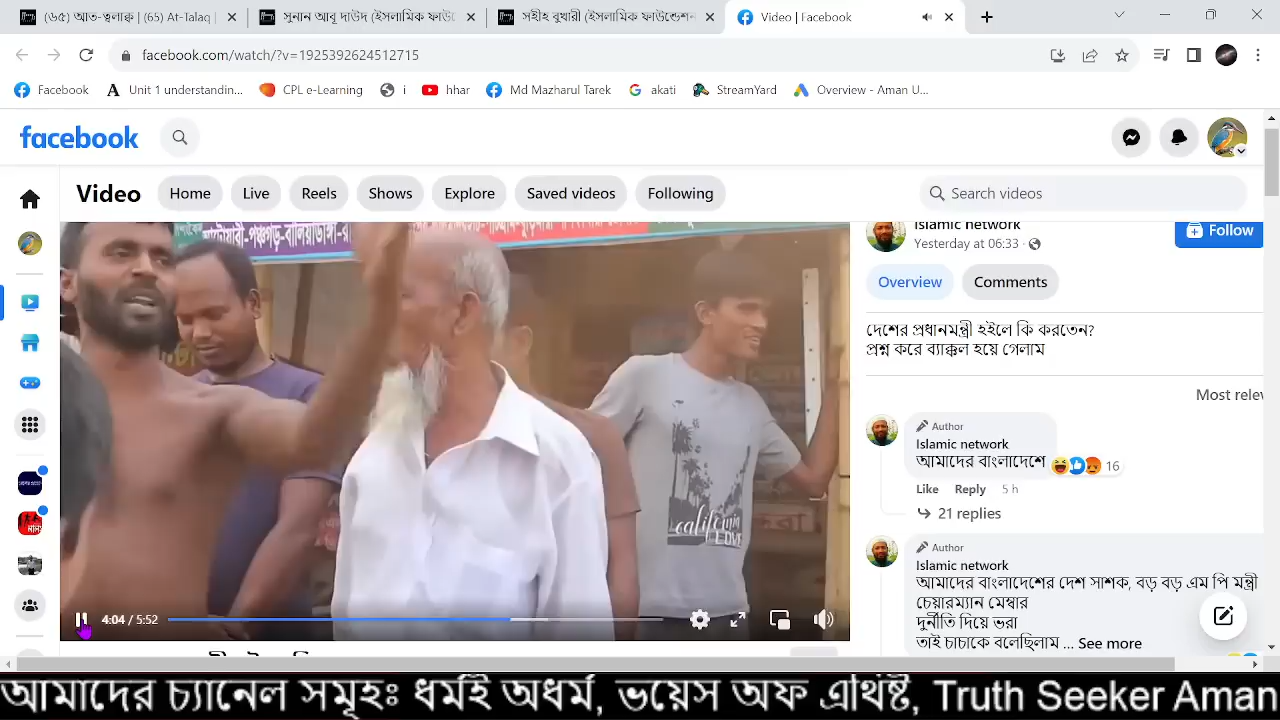 (৬৫) আত-ত্বলাক্ব | (65) At-Talaq |
সুনান আবূ দাউদ (ইসলামিক ফাউন্ডে
সহীহ বুখারী (ইসলামিক ফাউন্ডেশন
Video | Facebook
facebook.com/watch/?v=1925392624512715
Facebook
Unit 1 understandin...
CPL e-Learning
i
hhar
Md Mazharul Tarek
akati
StreamYard
Overview - Aman U...
facebook
Video
Home
Live
Reels
Shows
Explore
Saved videos
Following
Search videos
Islamic network
Yesterday at 06:33
Follow
Overview
Comments
দেশের প্রধানমন্ত্রী হইলে কি করতেন?
প্রশ্ন করে ব্যাক্কল হয়ে গেলাম
Most relev
Author
Islamic network
আমাদের বাংলাদেশে
16
Like Reply 5 h
21 replies
Author
Islamic network
আমাদের বাংলাদেশের দেশ সাশক, বড় বড় এম পি মন্ত্রী
চেয়ারম্যান মেম্বার
দুর্নীতি দিয়ে ভরা
তাই চাচাকে বলেছিলাম ... See more
california
LOVE
4:04 / 5:52
আমাদের চ্যানেল সমূহঃ ধর্মই অধর্ম, ভয়েস অফ এথিষ্ট, Truth Seeker Aman